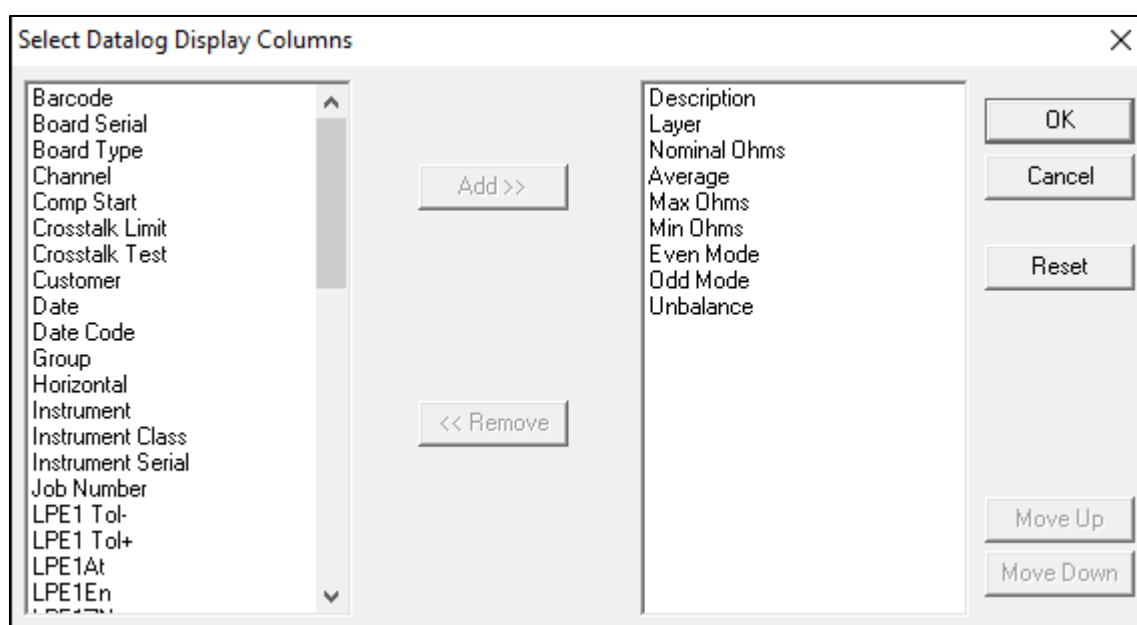 Select Datalog Display Columns
Barcode
Board Serial
Board Type
Channel
Comp Start
Crosstalk Limit
Crosstalk Test
Customer
Date
Date Code
Group
Horizontal
Instrument
Instrument Class
Instrument Serial
Job Number
LPE1 Tol-
LPE1 Tol+
LPE1At
LPE1En
Add >>
<< Remove
Description
Layer
Nominal Ohms
Average
Max Ohms
Min Ohms
Even Mode
Odd Mode
Unbalance
OK
Cancel
Reset
Move Up
Move Down